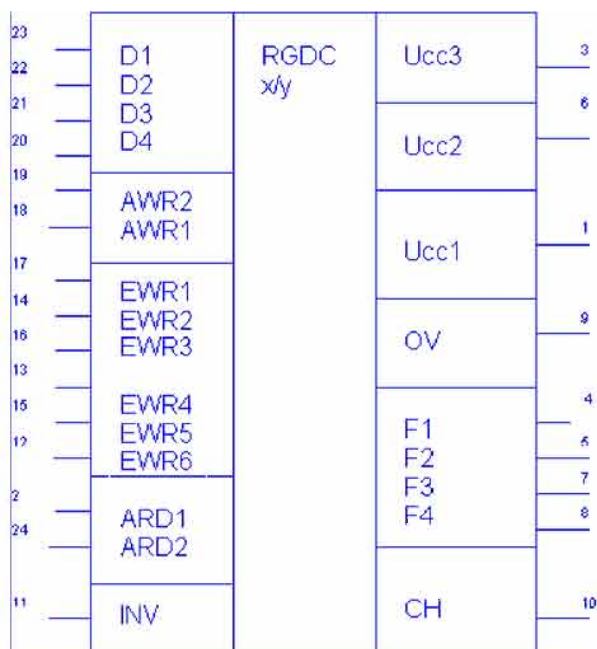 23
22
21
20
19
18
17
14
16
13
15
12
2
24
11
D1
D2
D3
D4
AWR2
AWR1
EWR1
EWR2
EWR3
EWR4
EWR5
EWR6
ARD1
ARD2
INV
RGDC
x/y
Ucc3
Ucc2
Ucc1
OV
F1
F2
F3
F4
CH
3
6
1
9
4
5
7
8
10